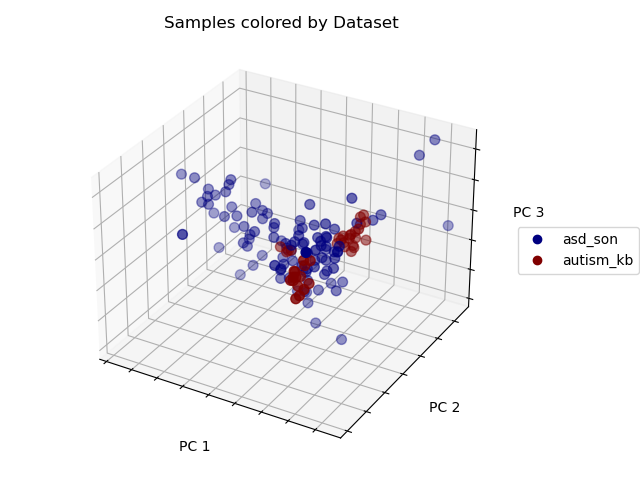 Samples colored by Dataset
PC 3
asd_son
autism_kb
PC 2
PC 1